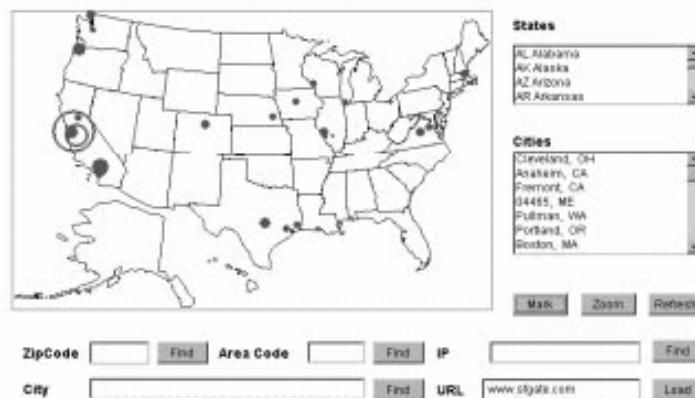 States
AL Alabama
AK Alaska
AZ Arizona
AR Arkansas
Cities
Cleveland, OH
Anaheim, CA
Fremont, CA
04465, ME
Pullman, WA
Portland, OR
Boston, MA
Mark Zoom Refresh
ZipCode Find Area Code Find IP Find
City Find URL www.sfgate.com Load